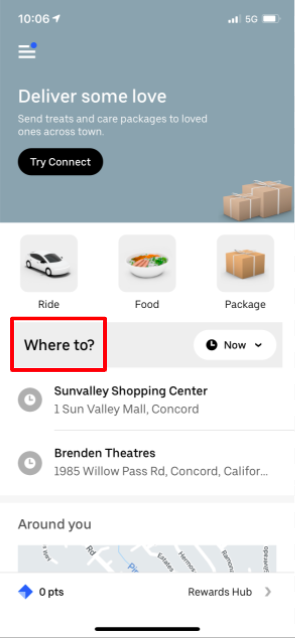 10:06
5G
Deliver some love
Send treats and care packages to loved
ones across town.
Try Connect
Ride
Food
Package
Where to?
Now
Sunvalley Shopping Center
1 Sun Valley Mall, Concord
Brenden Theatres
1985 Willow Pass Rd, Concord, Califor...
Around you
Rd
Estates
0 pts
Rewards Hub